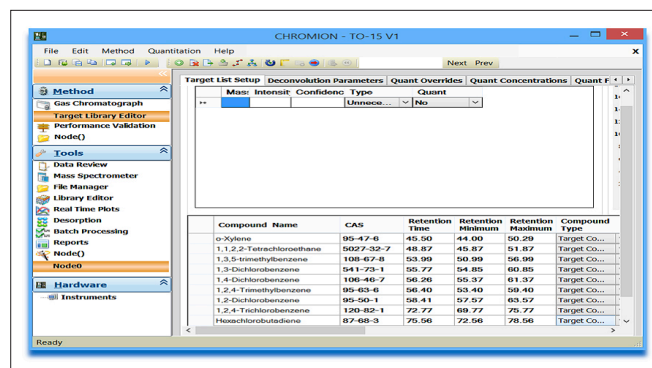 CHROMION - TO-15 V1
File Edit Method Quantitation Help
Next Prev
Target List Setup Deconvolution Parameters Quant Overrides Quant Concentrations Quant F
Method
Gas Chromatograph
Target Library Editor
Performance Validation
Node()
Tools
Data Review
Mass Spectrometer
File Manager
Library Editor
Real Time Plots
Desorption
Batch Processing
Reports
Node()
Node0
Hardware
Instruments
Mass Intensit Confidenc Type Quant
Unnece... No
Compound Name CAS Retention Time Retention Minimum Retention Maximum Compound Type
o-Xylene 95-47-6 45.50 44.00 50.29 Target Co...
1,1,2,2-Tetrachloroethane 5027-32-7 48.87 45.87 51.87 Target Co...
1,3,5-trimethylbenzene 108-67-8 53.99 50.99 56.99 Target Co...
1,3-Dichlorobenzene 541-73-1 55.77 54.85 60.85 Target Co...
1,4-Dichlorobenzene 106-46-7 56.26 55.37 61.37 Target Co...
1,2,4-Trimethylbenzene 95-63-6 56.40 53.40 59.40 Target Co...
1,2-Dichlorobenzene 95-50-1 58.41 57.57 63.57 Target Co...
1,2,4-Trichlorobenzene 120-82-1 72.77 69.77 75.77 Target Co...
Hexachlorobutadiene 87-68-3 75.56 72.56 78.56 Target Co...
Ready